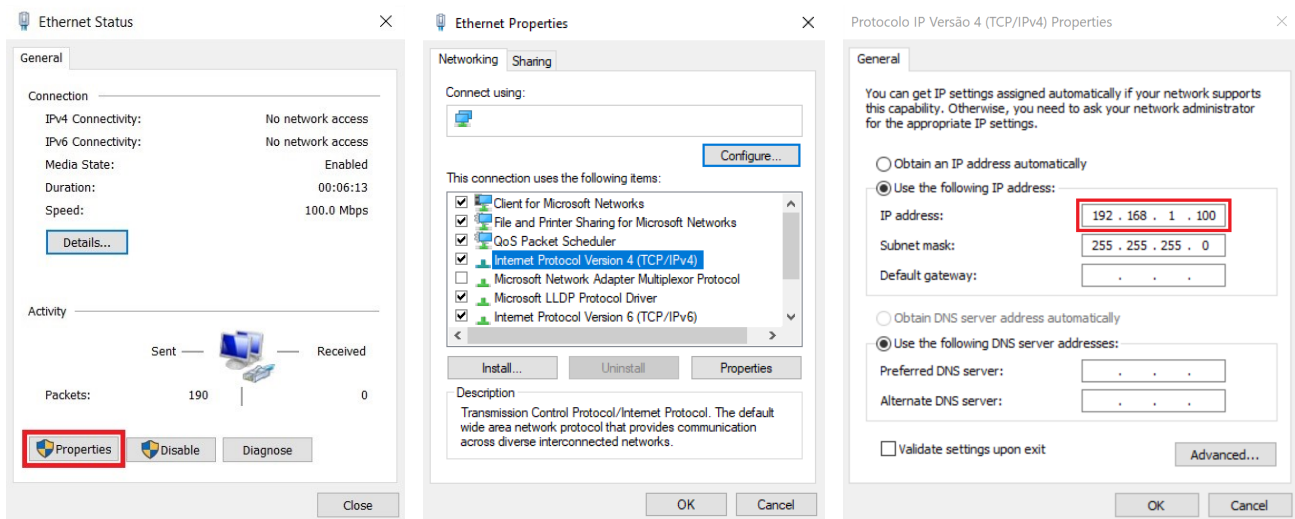 Ethernet Status
General
Connection
IPv4 Connectivity: No network access
IPv6 Connectivity: No network access
Media State: Enabled
Duration: 00:06:13
Speed: 100.0 Mbps
Details...
Activity
Sent Received
Packets: 190 0
Properties Disable Diagnose
Close
Ethernet Properties
Networking Sharing
Connect using:
Configure...
This connection uses the following items:
Client for Microsoft Networks
File and Printer Sharing for Microsoft Networks
QoS Packet Scheduler
Internet Protocol Version 4 (TCP/IPv4)
Microsoft Network Adapter Multiplexor Protocol
Microsoft LLDP Protocol Driver
Internet Protocol Version 6 (TCP/IPv6)
Install... Uninstall Properties
Description
Transmission Control Protocol/Internet Protocol. The default
wide area network protocol that provides communication
across diverse interconnected networks.
OK Cancel
Protocolo IP Versão 4 (TCP/IPv4) Properties
General
You can get IP settings assigned automatically if your network supports
this capability. Otherwise, you need to ask your network administrator
for the appropriate IP settings.
Obtain an IP address automatically
Use the following IP address:
IP address: 192 . 168 . 1 . 100
Subnet mask: 255 . 255 . 255 . 0
Default gateway: . . .
Obtain DNS server address automatically
Use the following DNS server addresses:
Preferred DNS server: . . .
Alternate DNS server: . . .
Validate settings upon exit
Advanced...
OK Cancel